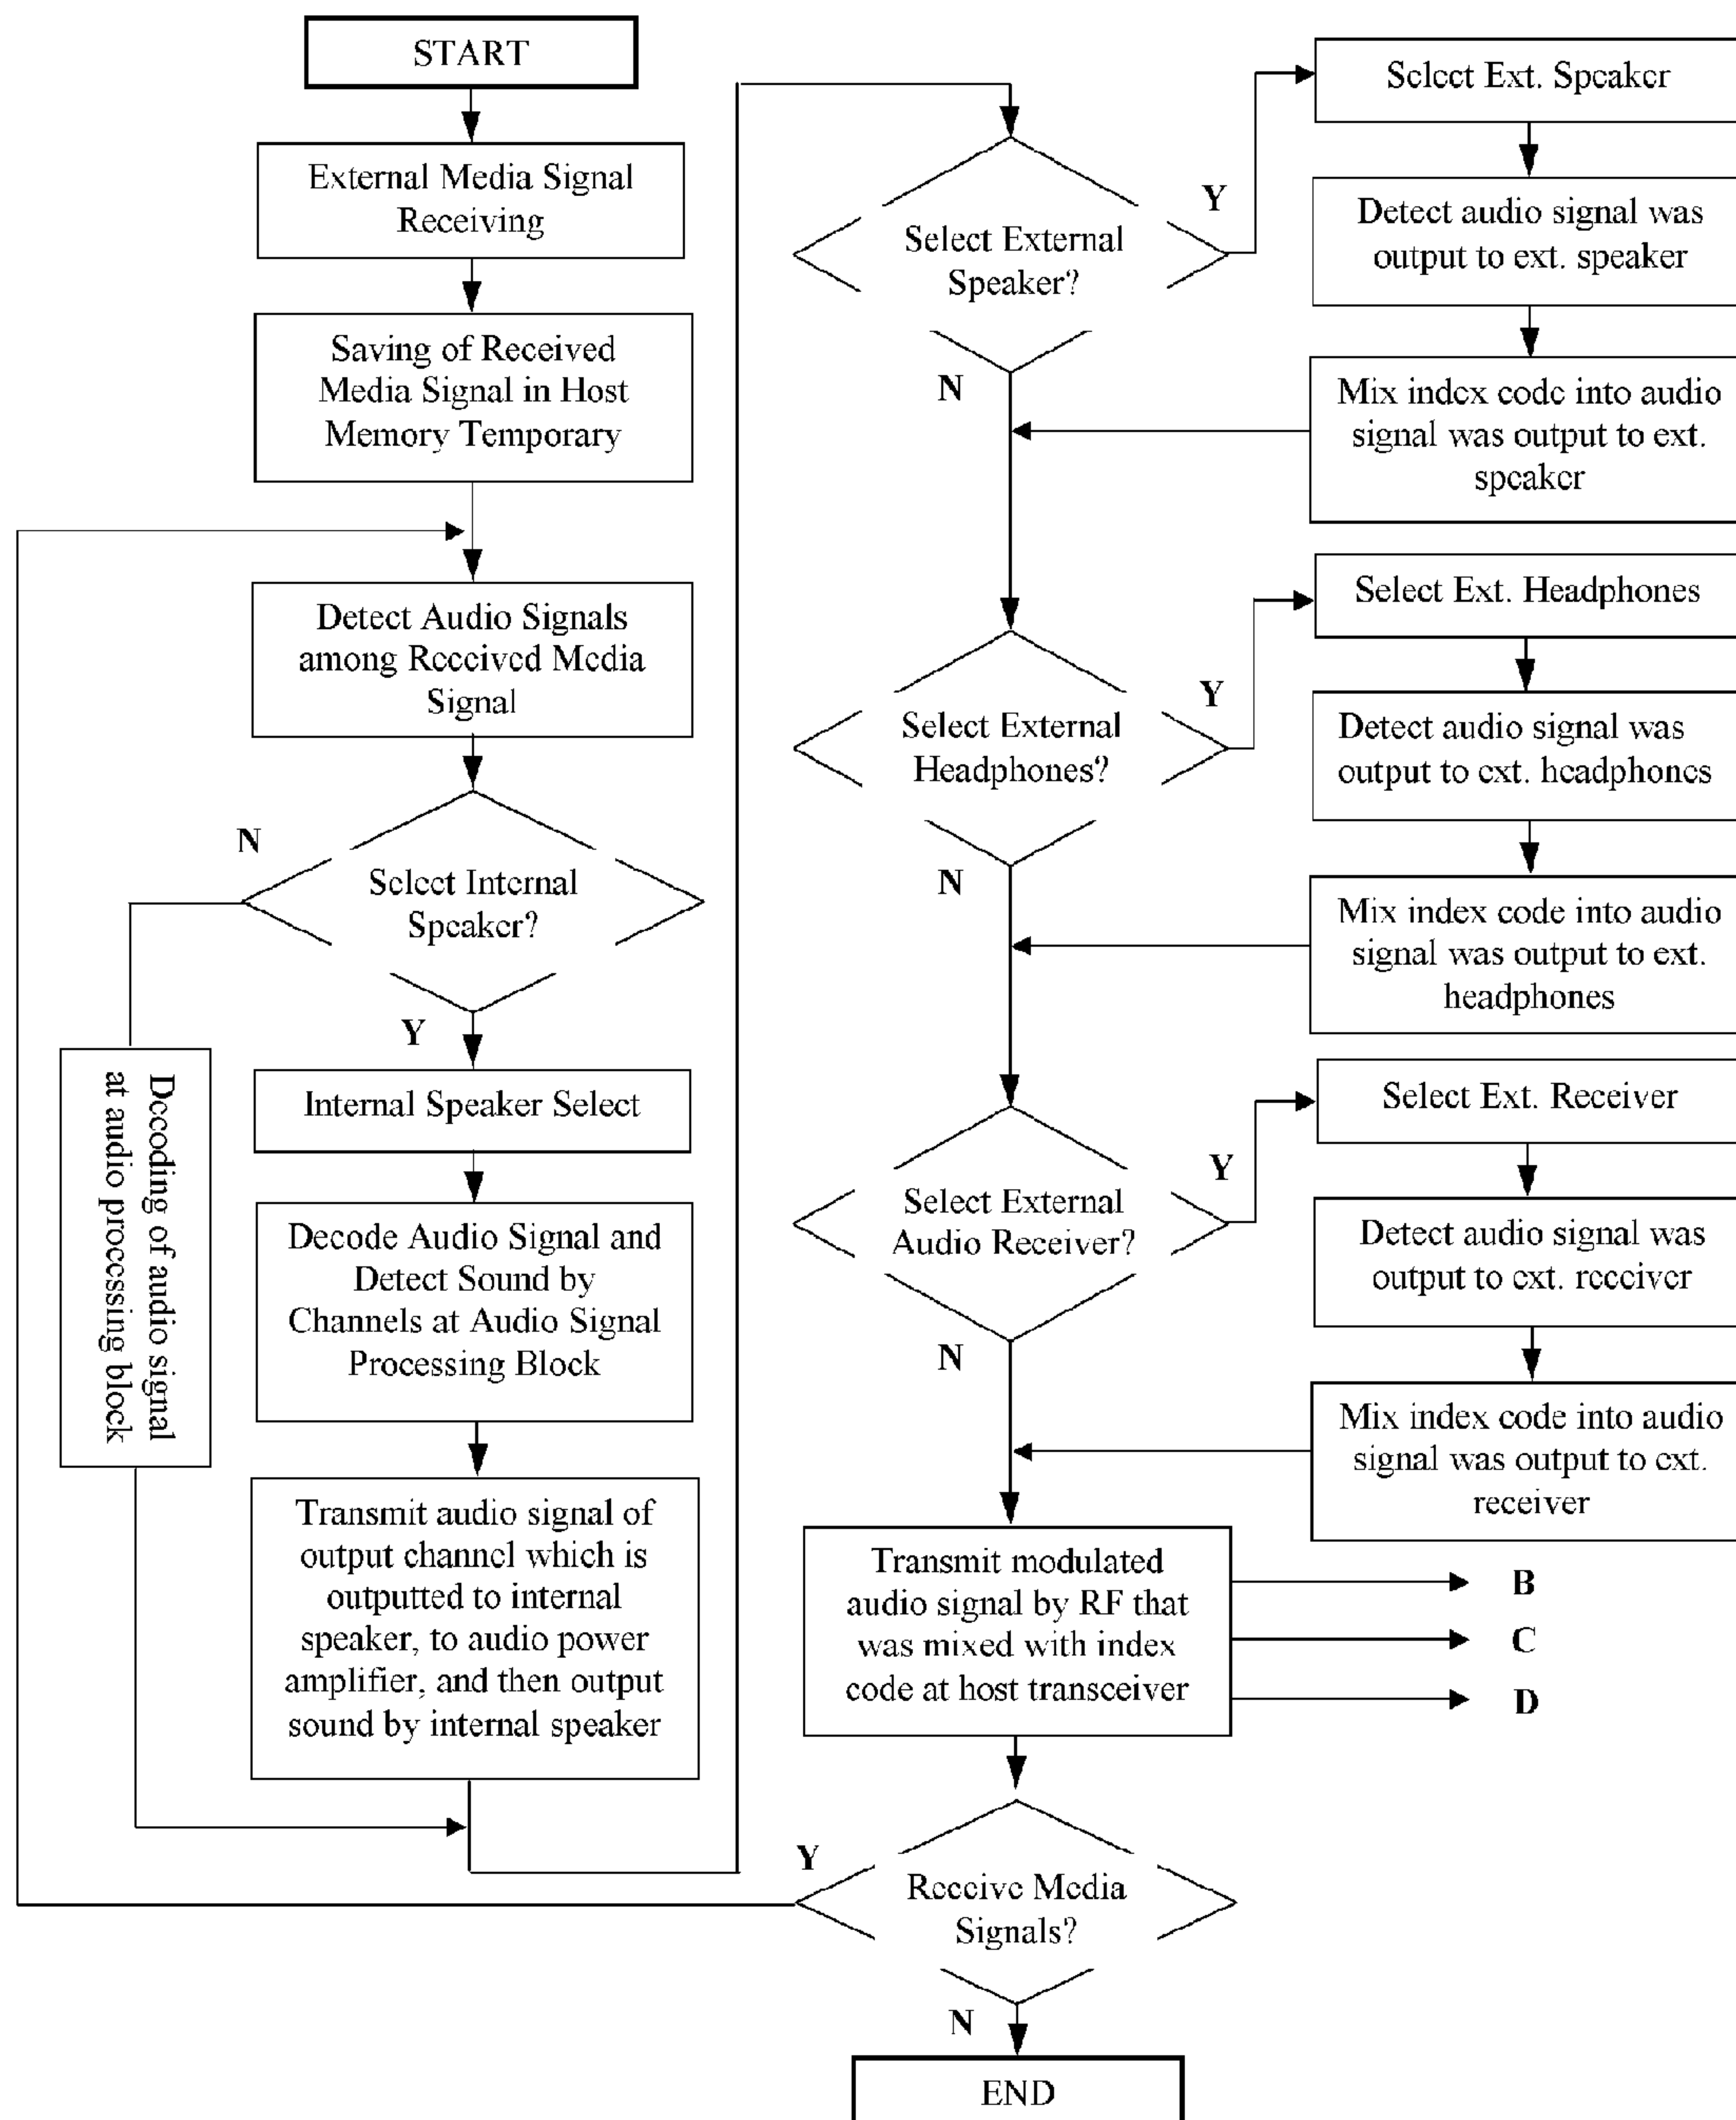 START
External Media Signal
Receiving
Saving of Received
Media Signal in Host
Memory Temporary
Detect Audio Signals
among Received Media
Signal
N
Select Internal
Speaker?
Y
Decoding of audio signal
at audio processing block
Internal Speaker Select
Decode Audio Signal and
Detect Sound by
Channels at Audio Signal
Processing Block
Transmit audio signal of
output channel which is
outputted to internal
speaker, to audio power
amplifier, and then output
sound by internal speaker
Select External
Speaker?
Y
N
Select Ext. Speaker
Detect audio signal was
output to ext. speaker
Mix index code into audio
signal was output to ext.
speaker
Select External
Headphones?
Y
N
Select Ext. Headphones
Detect audio signal was
output to ext. headphones
Mix index code into audio
signal was output to ext.
headphones
Select External
Audio Receiver?
Y
N
Select Ext. Receiver
Detect audio signal was
output to ext. receiver
Mix index code into audio
signal was output to ext.
receiver
Transmit modulated
audio signal by RF that
was mixed with index
code at host transceiver
B
C
D
Y
Receive Media
Signals?
N
END